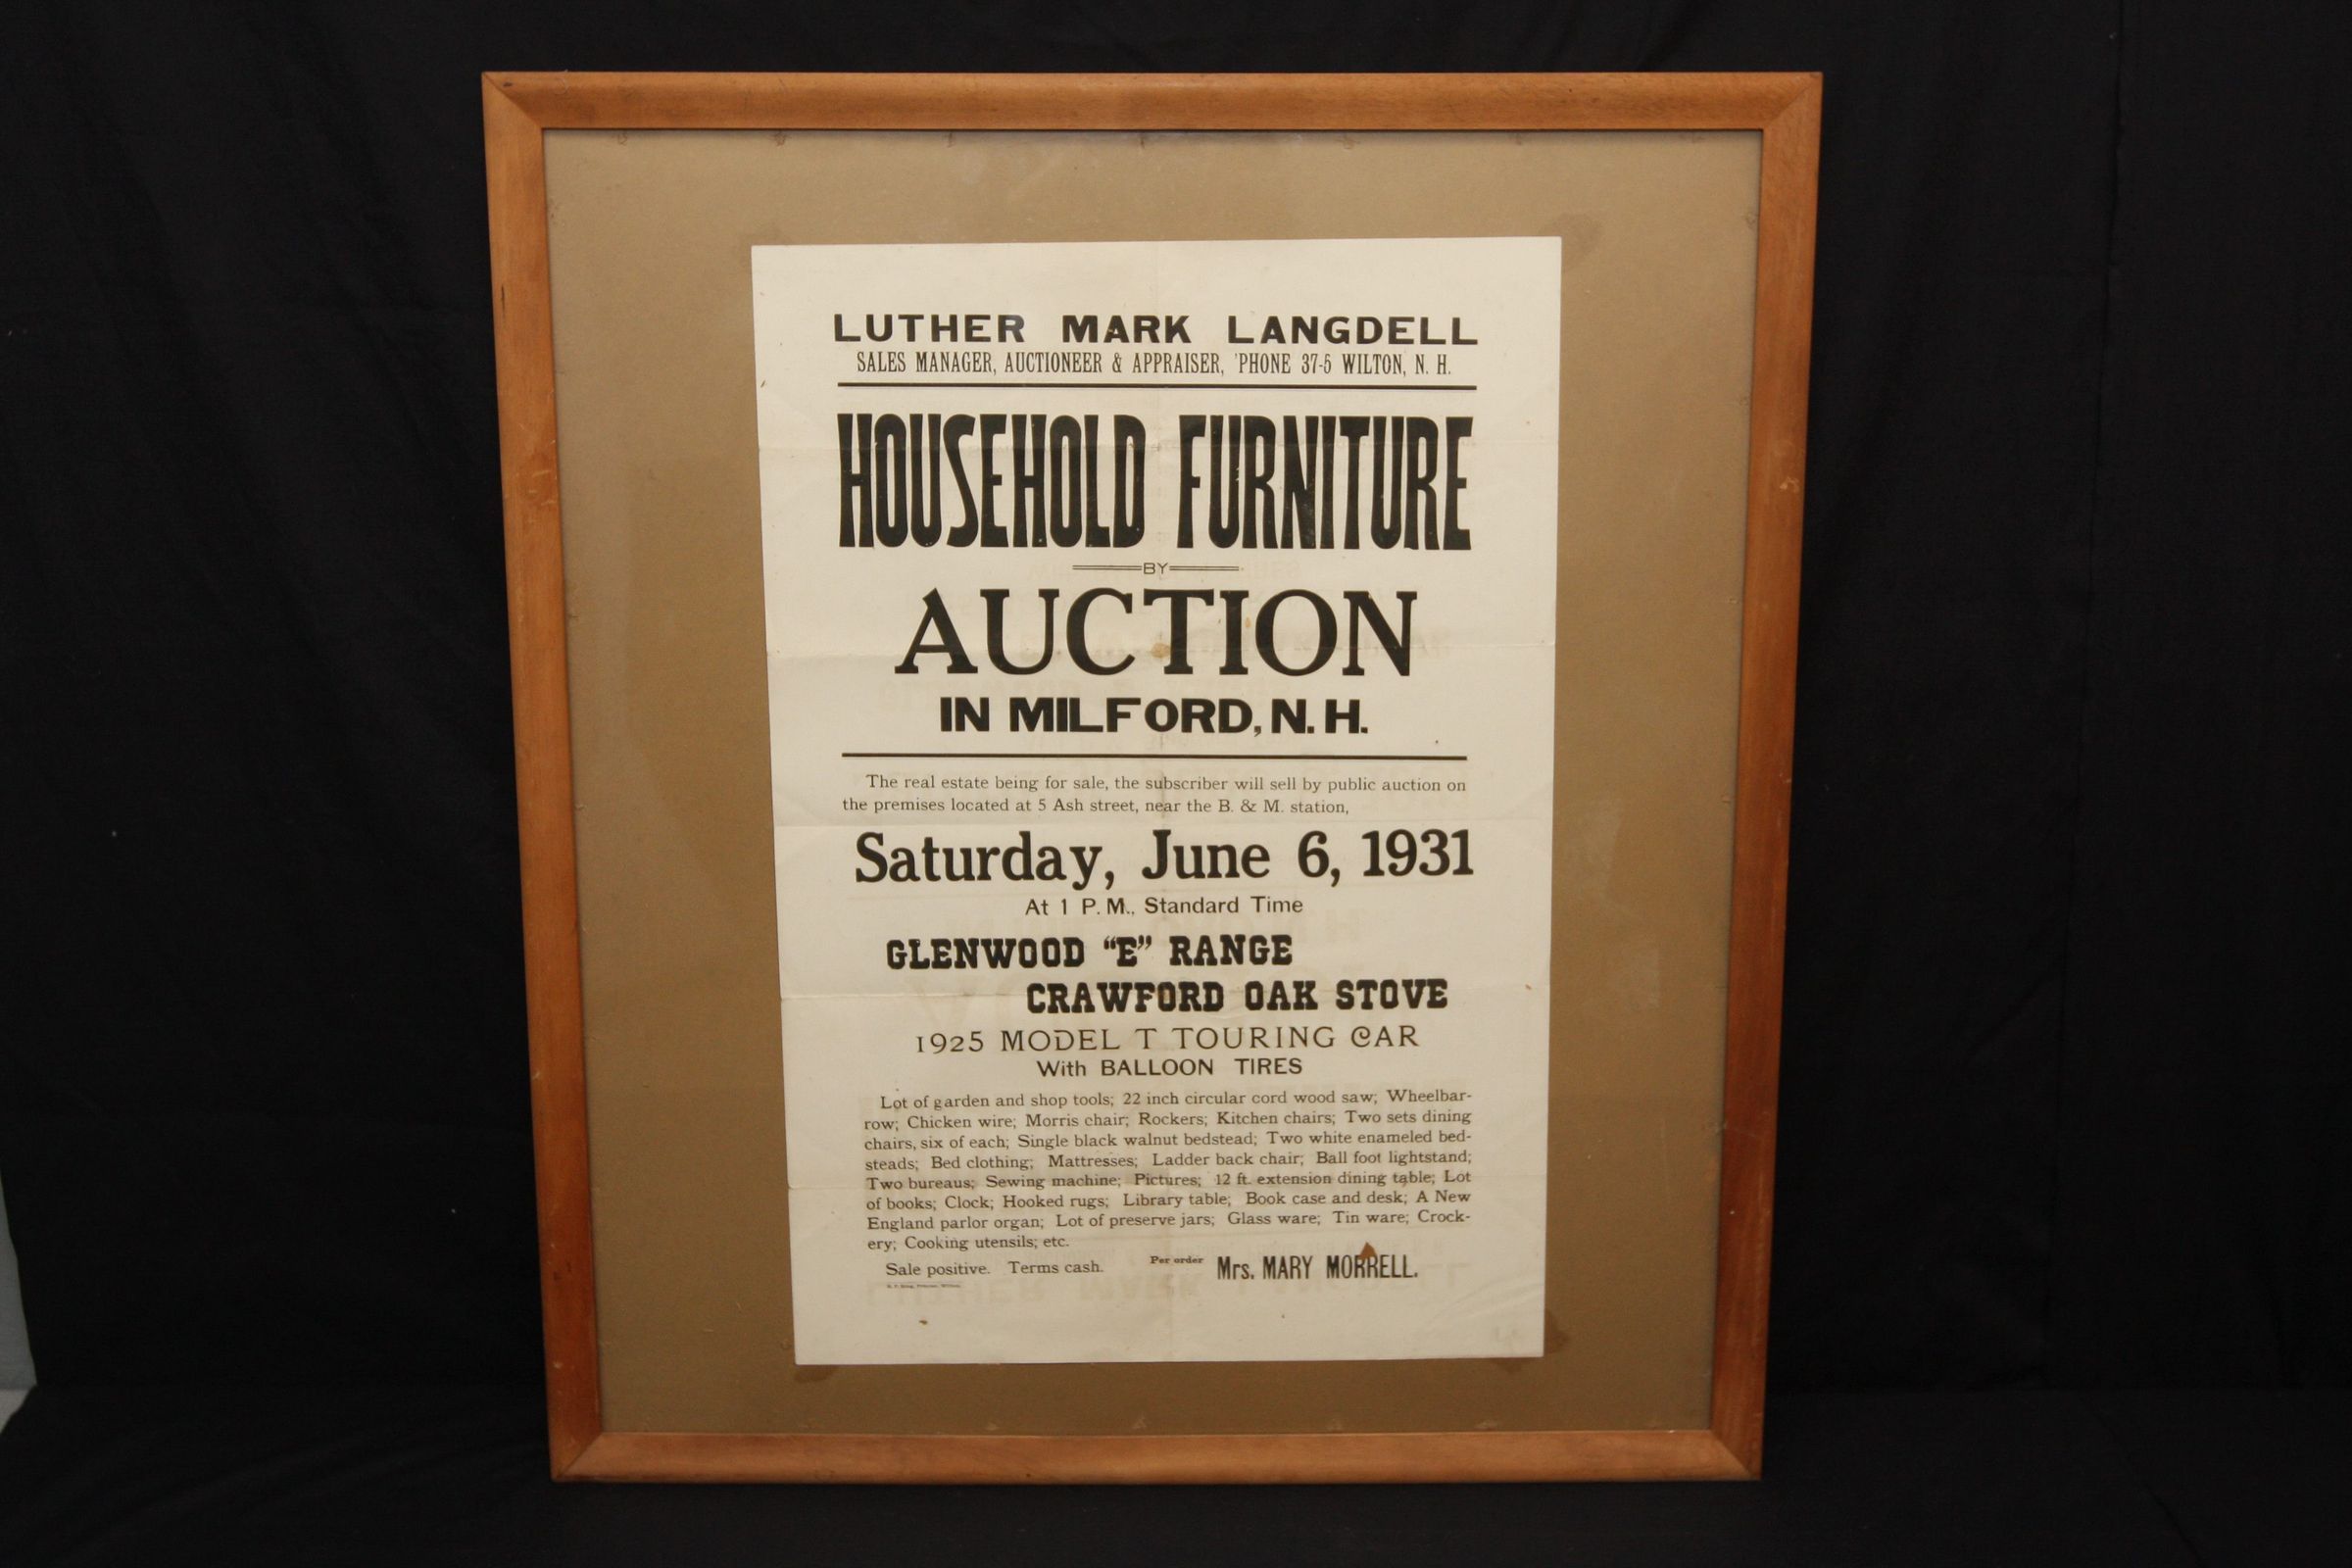 LUTHER MARK LANGDELL
SALES MANAGER, AUCTIONEER & APPRAISER, 'PHONE 37-5 WILTON, N. H.
HOUSEHOLD FURNITURE
BY
AUCTION
IN MILFORD, N. H.
The real estate being for sale, the subscriber will sell by public auction on
the premises located at 5 Ash street, near the B. & M. station,
Saturday, June 6, 1931
At 1 P. M., Standard Time
GLENWOOD “E” RANGE
CRAWFORD OAK STOVE
1925 MODEL T TOURING CAR
With BALLOON TIRES
Lot of garden and shop tools; 22 inch circular cord wood saw; Wheelbar-
row; Chicken wire; Morris chair; Rockers; Kitchen chairs; Two sets dining
chairs, six of each; Single black walnut bedstead; Two white enameled bed-
steads; Bed clothing; Mattresses; Ladder back chair; Ball foot lightstand;
Two bureaus; Sewing machine; Pictures; 12 ft. extension dining table; Lot
of books; Clock; Hooked rugs; Library table; Book case and desk; A New
England parlor organ; Lot of preserve jars; Glass ware; Tin ware; Crock-
ery; Cooking utensils; etc.
Sale positive. Terms cash. Per order Mrs. MARY MORRELL.